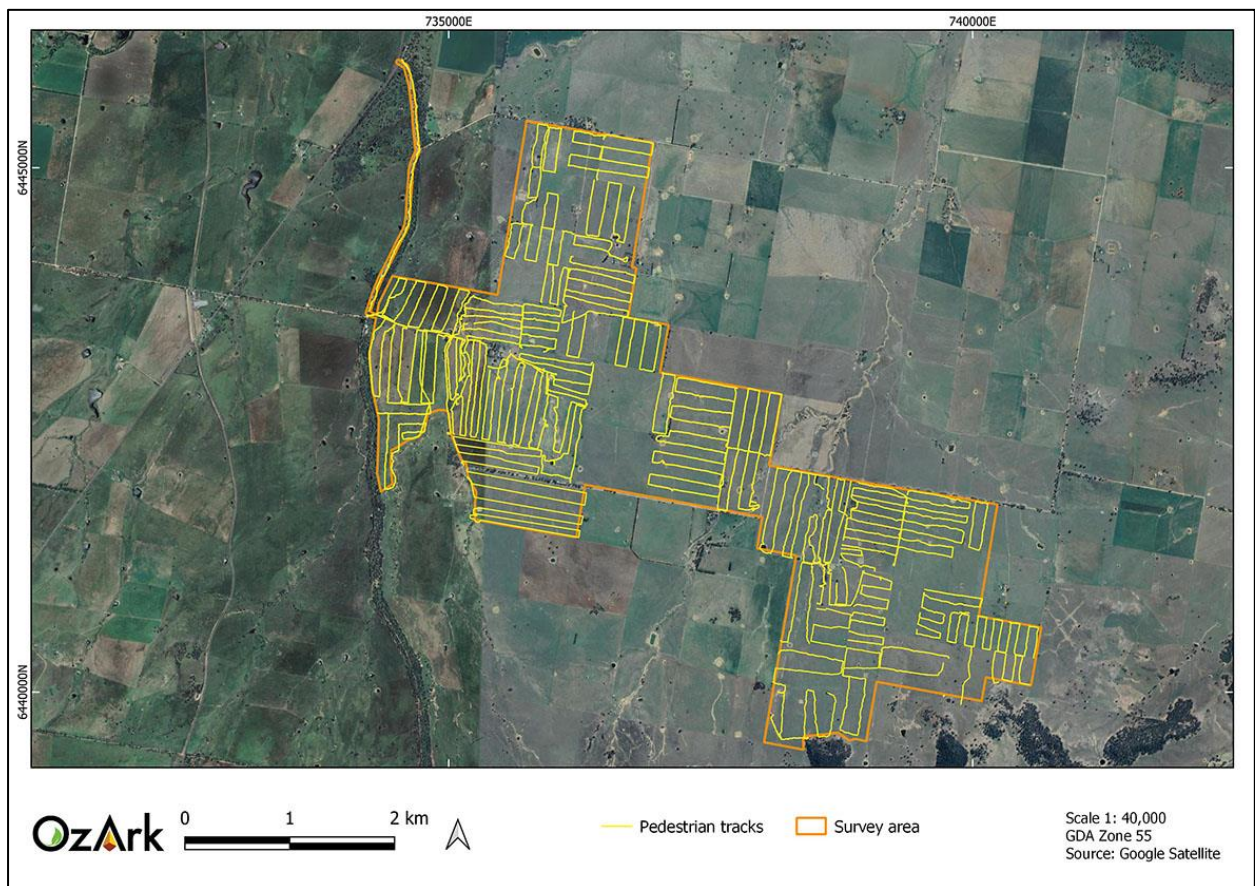 735000E
740000E
6445000N
6440000N
OzArk
0 1 2 km
Pedestrian tracks
Survey area
Scale 1: 40,000
GDA Zone 55
Source: Google Satellite